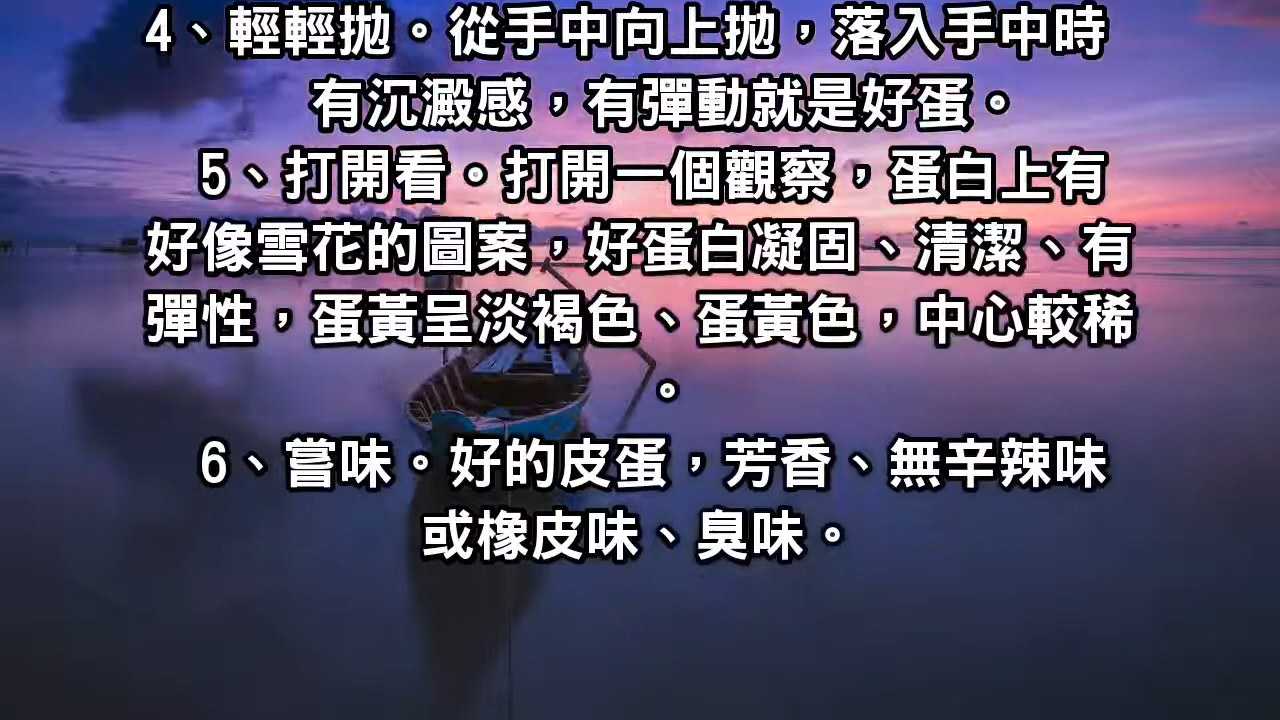 4、輕輕拋。從手中向上拋，落入手中時
有沉澱感，有彈動就是好蛋。
5、打開看。打開一個觀察，蛋白上有
好像雪花的圖案，好蛋白凝固、清潔、有
彈性，蛋黃呈淡褐色、蛋黃色，中心較稀
。
6、嘗味。好的皮蛋，芳香、無辛辣味
或橡皮味、臭味。